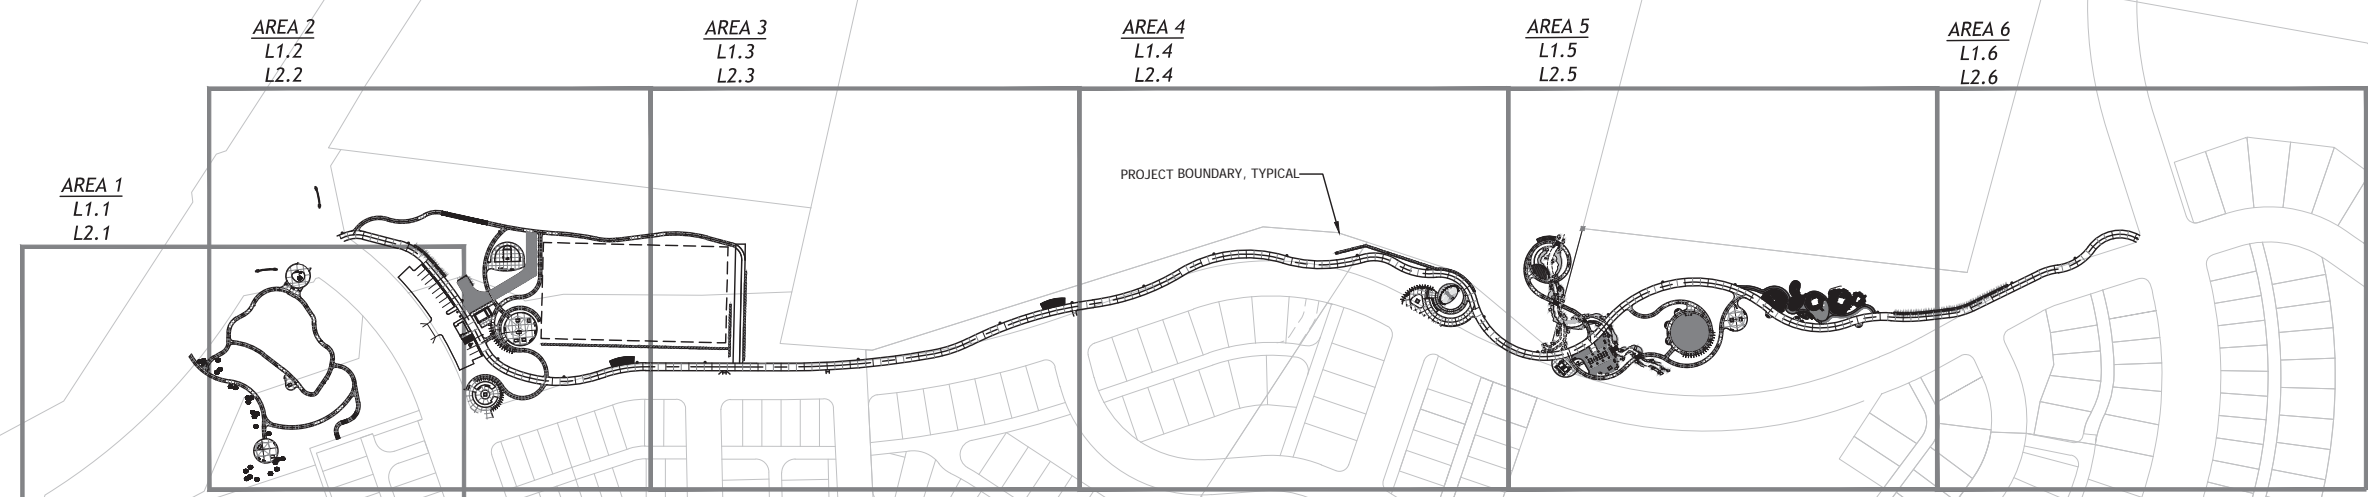 AREA 2
L1.2
L2.2
AREA 3
L1.3
L2.3
AREA 4
L1.4
L2.4
AREA 5
L1.5
L2.5
AREA 6
L1.6
L2.6
AREA 1
L1.1
L2.1
PROJECT BOUNDARY, TYPICAL